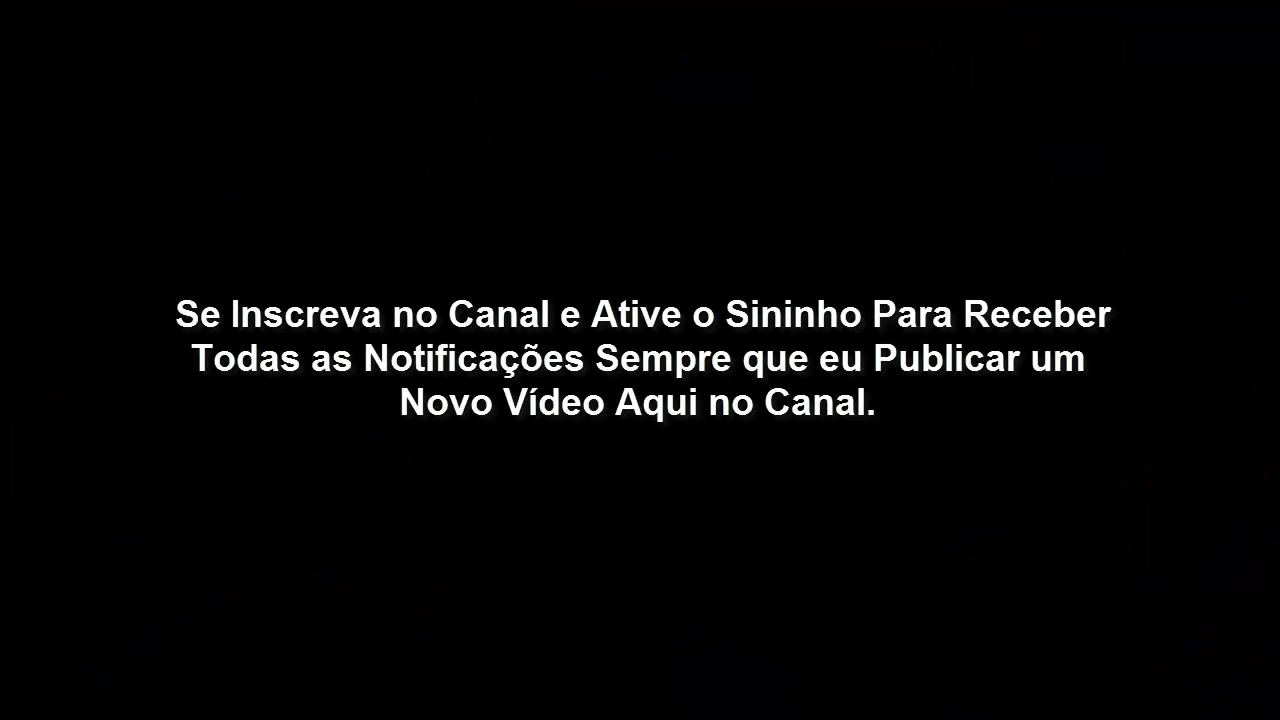 Se Inscreva no Canal e Ative o Sininho Para Receber
Todas as Notificações Sempre que eu Publicar um
Novo Vídeo Aqui no Canal.